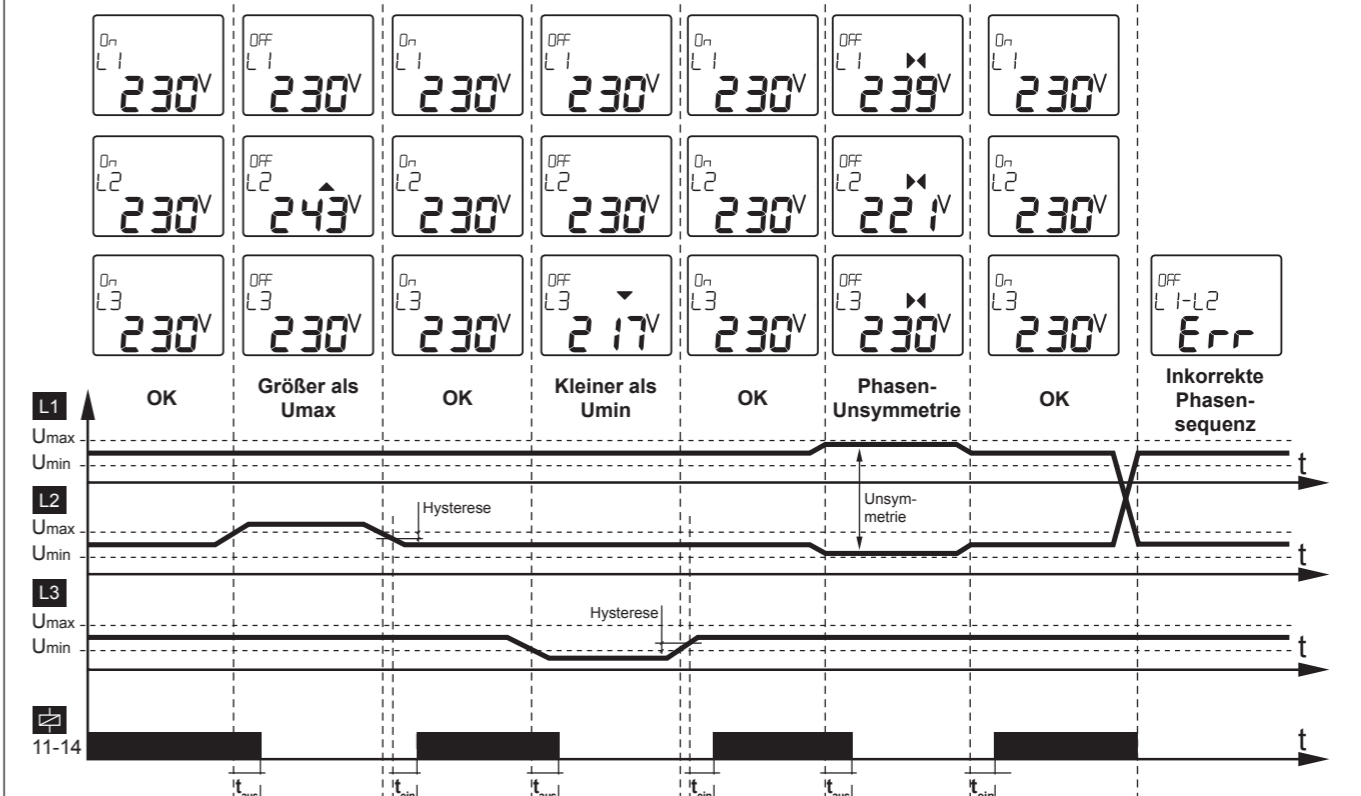 On
L1
230V
OFF
L1
230V
On
L1
230V
OFF
L1
230V
On
L1
230V
OFF
L1
239V
On
L1
230V
On
L2
230V
OFF
L2
243V
On
L2
230V
OFF
L2
230V
On
L2
230V
OFF
L2
221V
On
L2
230V
On
L3
230V
OFF
L3
230V
On
L3
230V
OFF
L3
217V
On
L3
230V
OFF
L3
230V
On
L3
230V
OFF
L1-L2
Err
OK
Größer als
Umax
OK
Kleiner als
Umin
OK
Phasen-
Unsymmetrie
OK
Inkorrekte
Phasen-
sequenz
L1
Umax
Umin
t
L2
Umax
Umin
Hysterese
Unsym-
metrie
t
L3
Umax
Umin
Hysterese
t
11-14
t
taus
tein
taus
tein
taus
tein